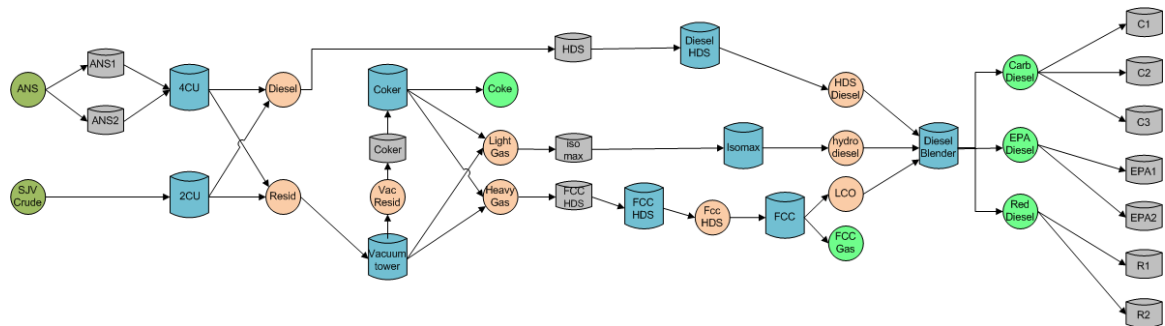 ANS
ANS1
ANS2
4CU
SJV
Crude
2CU
Diesel
Resid
Coker
Coker
Vac
Resid
Vacuum
tower
Coke
Light
Gas
Heavy
Gas
HDS
iso
max
FCC
HDS
Diesel
HDS
FCC
HDS
Fcc
HDS
Isomax
FCC
HDS
Diesel
hydro
diesel
LCO
FCC
Gas
Diesel
Blender
Carb
Diesel
EPA
Diesel
Red
Diesel
C1
C2
C3
EPA1
EPA2
R1
R2